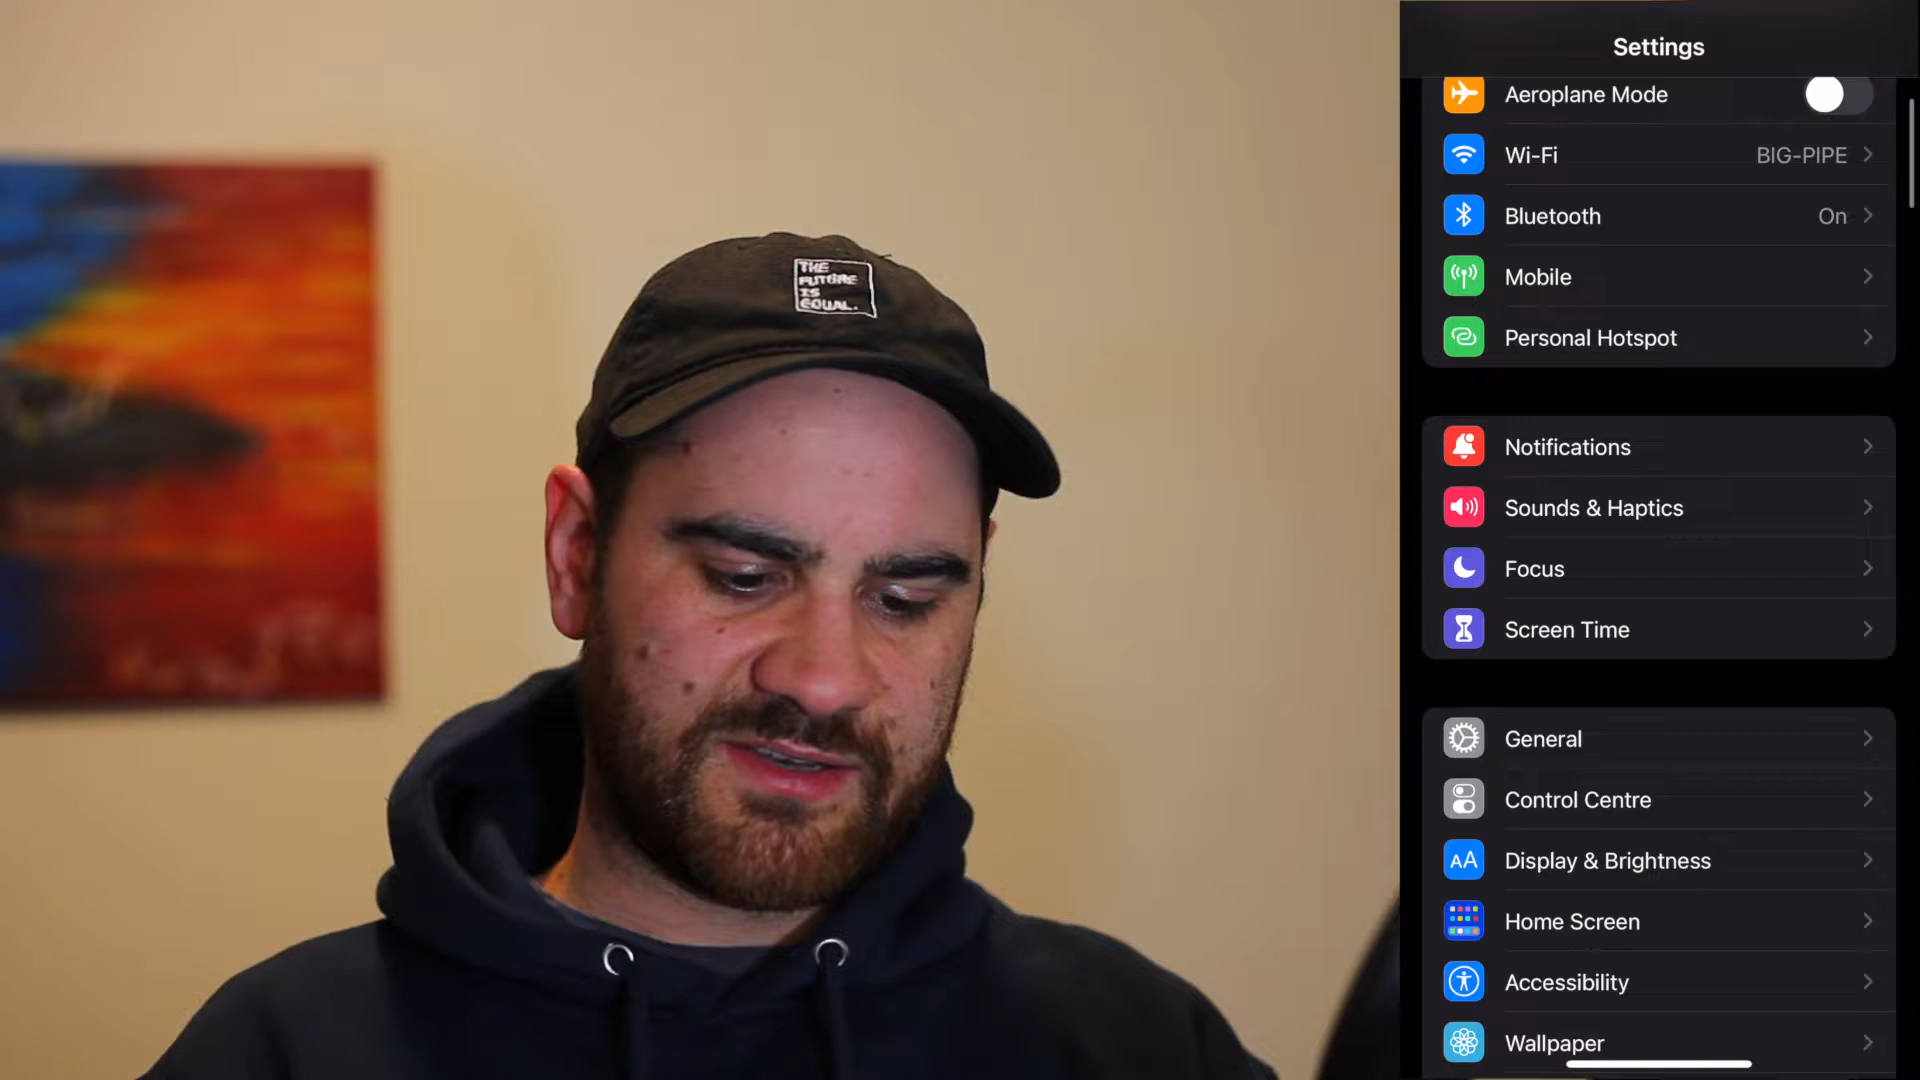 THE
FUTURE
IS
EQUAL.
Settings
Aeroplane Mode
Wi-Fi BIG-PIPE
Bluetooth On
Mobile
Personal Hotspot
Notifications
Sounds & Haptics
Focus
Screen Time
General
Control Centre
AA Display & Brightness
Home Screen
Accessibility
Wallpaper